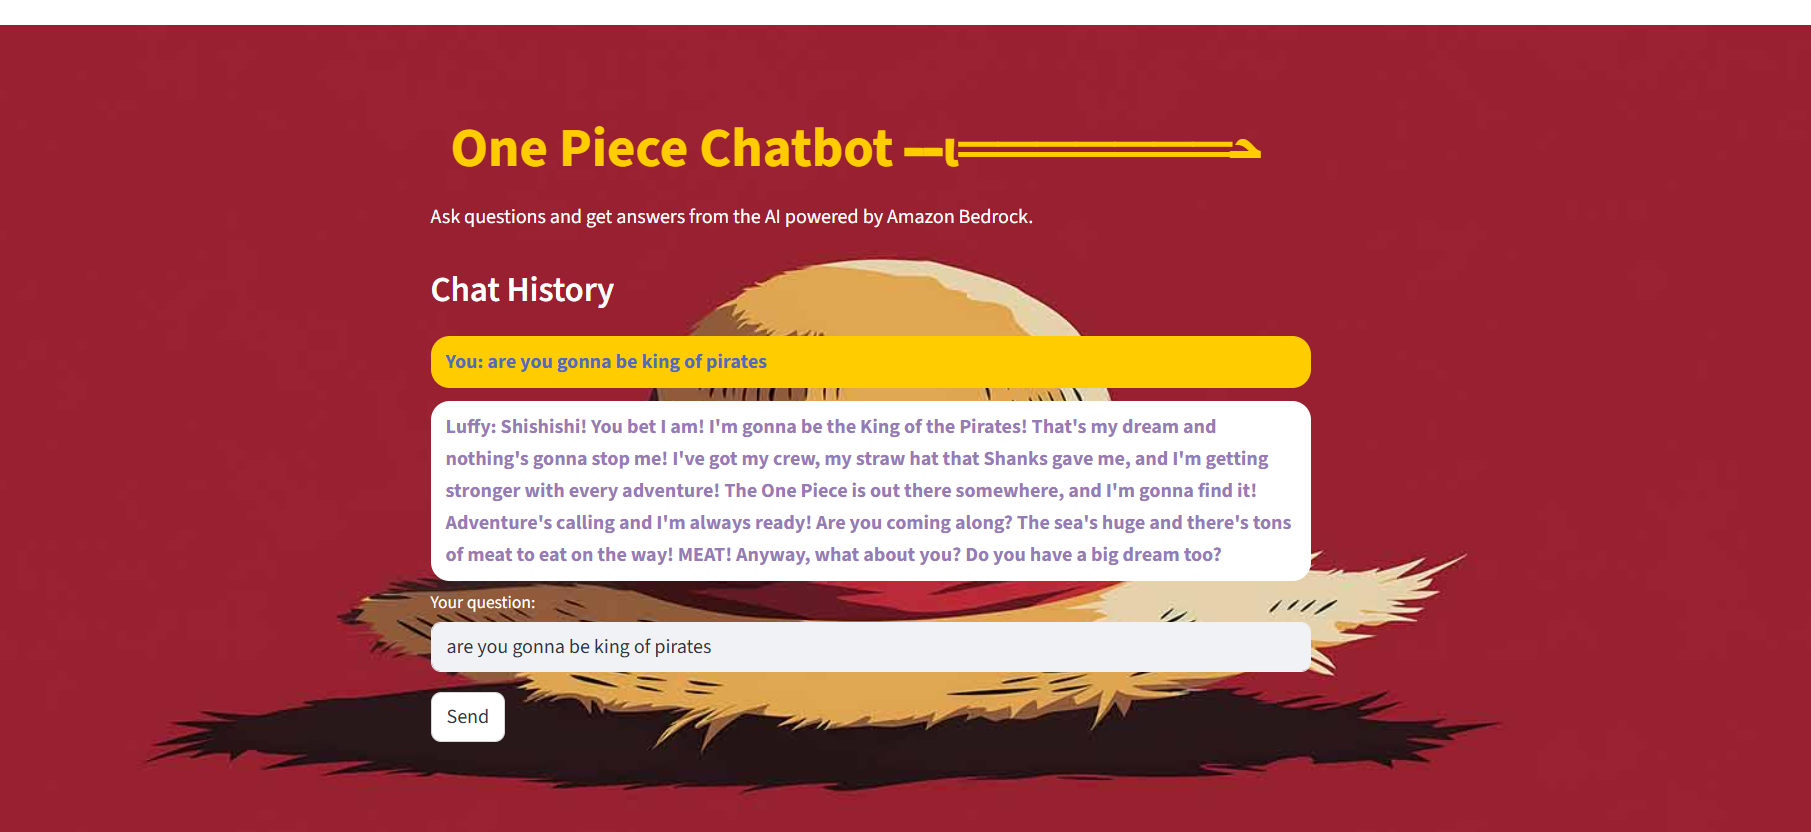 One Piece Chatbot ▬ι══════════ﺤ
Ask questions and get answers from the AI powered by Amazon Bedrock.
Chat History
You: are you gonna be king of pirates
Luffy: Shishishi! You bet I am! I'm gonna be the King of the Pirates! That's my dream and
nothing's gonna stop me! I've got my crew, my straw hat that Shanks gave me, and I'm getting
stronger with every adventure! The One Piece is out there somewhere, and I'm gonna find it!
Adventure's calling and I'm always ready! Are you coming along? The sea's huge and there's tons
of meat to eat on the way! MEAT! Anyway, what about you? Do you have a big dream too?
Your question:
are you gonna be king of pirates
Send